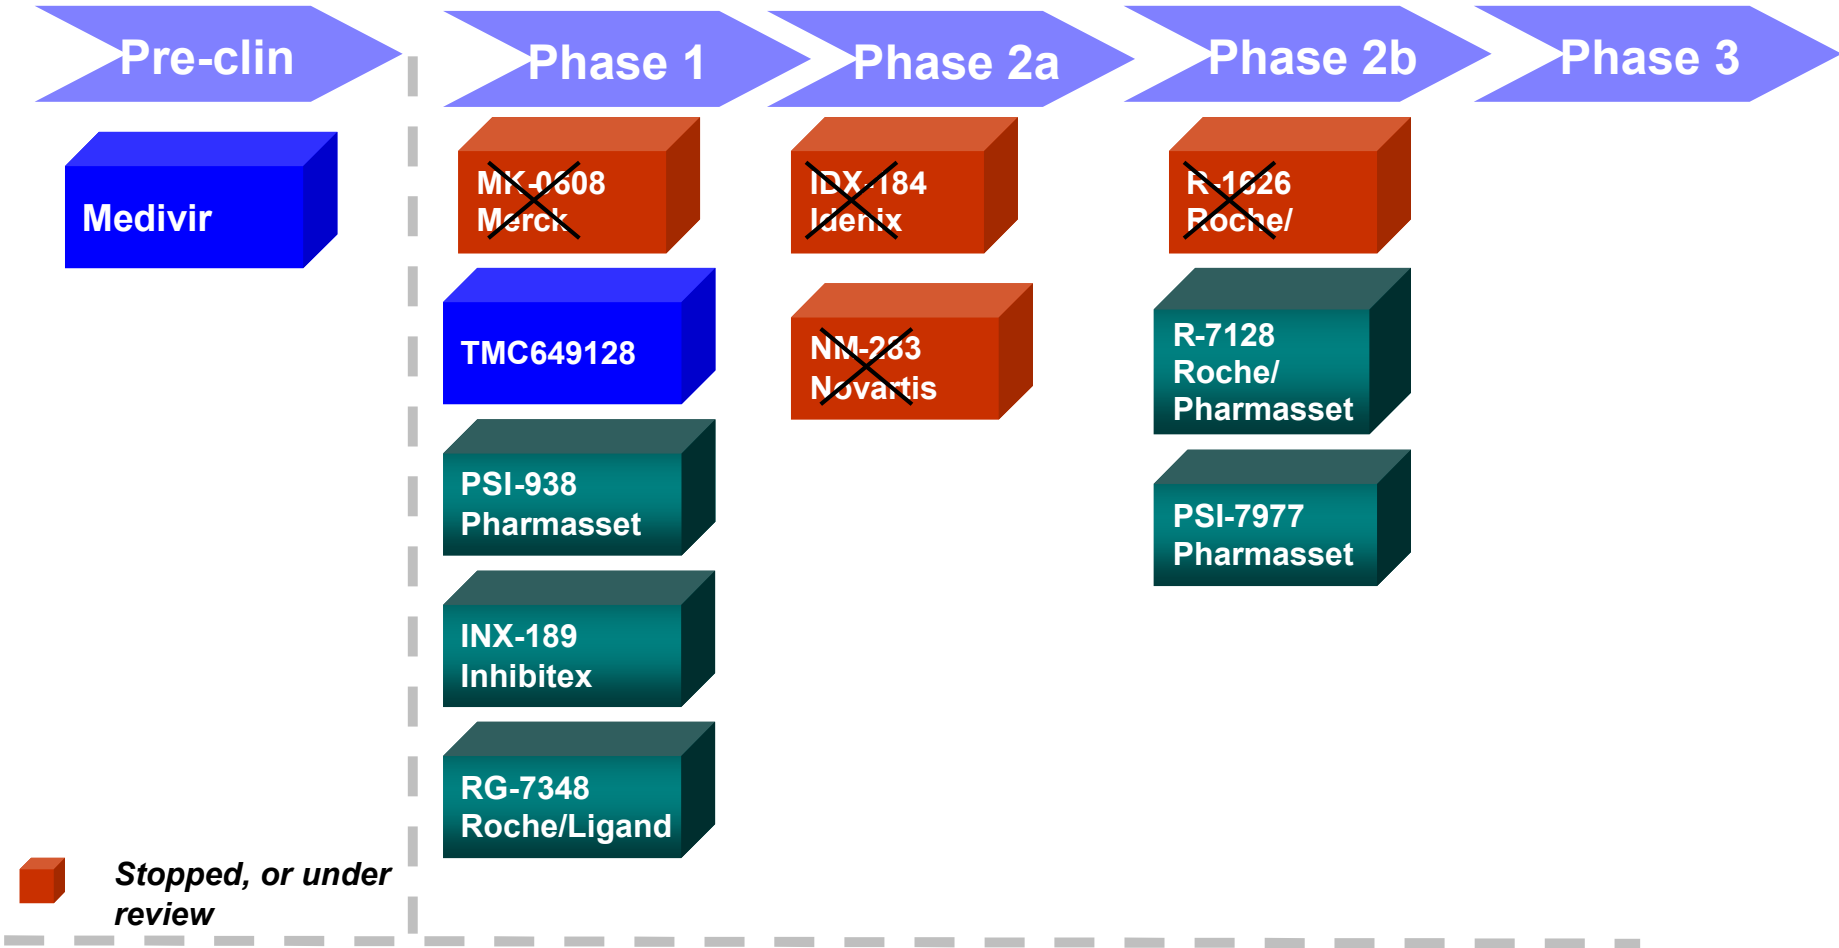 Pre-clin
Phase 1
Phase 2a
Phase 2b
Phase 3
Medivir
MK-0608
Merck
TMC649128
PSI-938
Pharmasset
INX-189
Inhibitex
RG-7348
Roche/Ligand
IDX-184
Idenix
NM-283
Novartis
R-1626
Roche/
R-7128
Roche/
Pharmasset
PSI-7977
Pharmasset
Stopped, or under
review